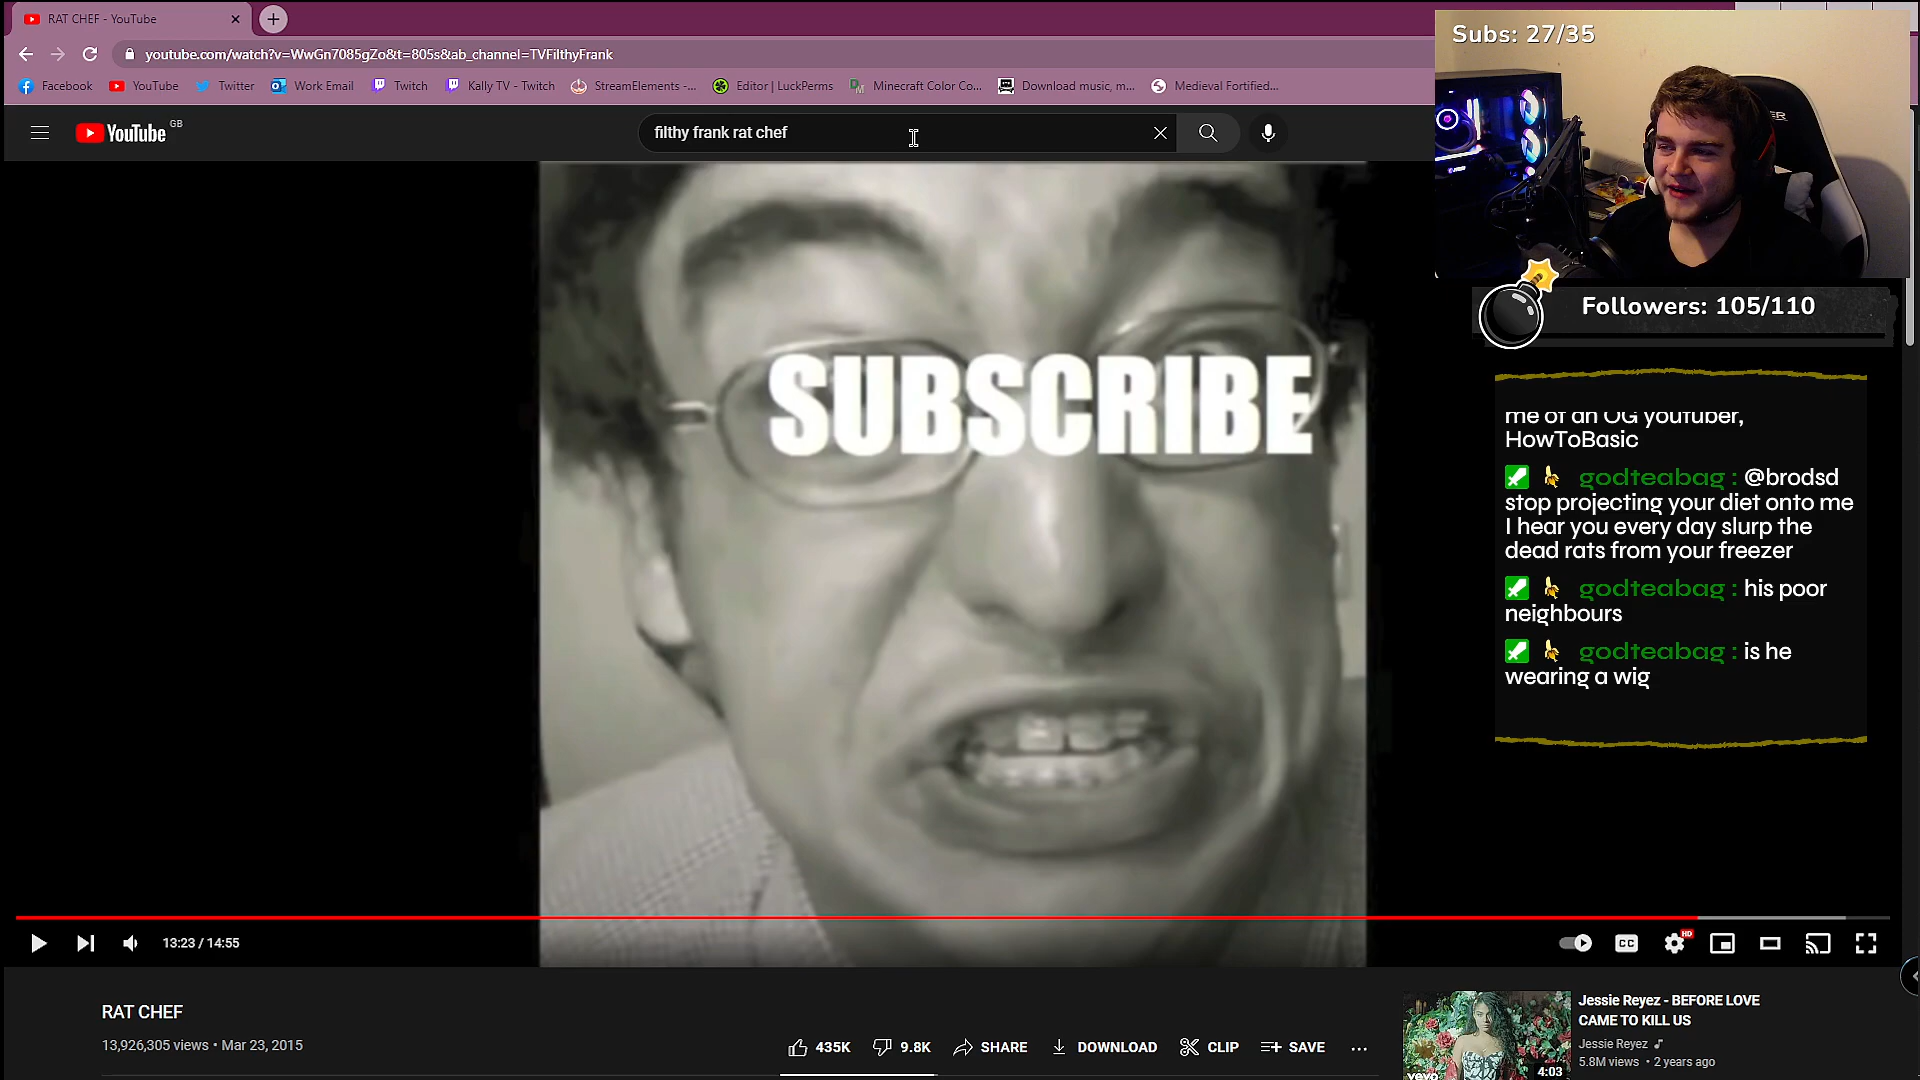 RAT CHEF - YouTube
youtube.com/watch?v=WwGn7085gZo&t=805s&ab_channel=TVFilthyFrank
Facebook YouTube Twitter Work Email Twitch Kally TV - Twitch StreamElements -... Editor | LuckPerms Minecraft Color Co... Download music, m... Medieval Fortified...
YouTube GB
filthy frank rat chef
Subs: 27/35
Followers: 105/110
SUBSCRIBE
me of an OG youtuber,
HowToBasic
godteabag : @brodsd
stop projecting your diet onto me
I hear you every day slurp the
dead rats from your freezer
godteabag : his poor
neighbours
godteabag : is he
wearing a wig
13:23 / 14:55
CC
HD
RAT CHEF
13,926,305 views • Mar 23, 2015
435K 9.8K SHARE DOWNLOAD CLIP SAVE ...
Jessie Reyez - BEFORE LOVE
CAME TO KILL US
Jessie Reyez
5.8M views • 2 years ago
vevo
4:03